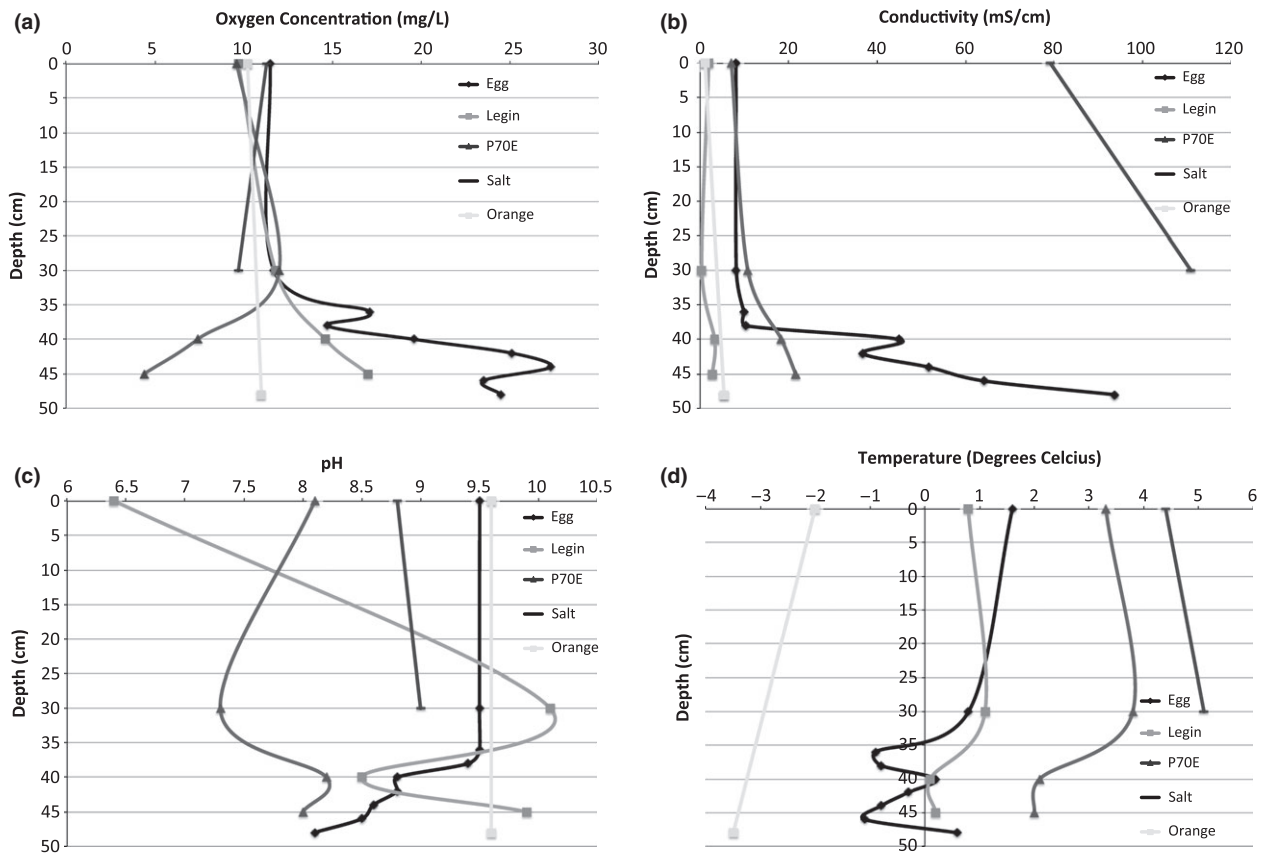 (a)
Oxygen Concentration (mg/L)
0 5 10 15 20 25 30
0
5
10
15
20
25
30
35
40
45
50
Depth (cm)
Egg
Legin
P70E
Salt
Orange
(b)
Conductivity (mS/cm)
0 20 40 60 80 100 120
0
5
10
15
20
25
30
35
40
45
50
Depth (cm)
Egg
Legin
P70E
Salt
Orange
(c)
pH
6 6.5 7 7.5 8 8.5 9 9.5 10 10.5
0
5
10
15
20
25
30
35
40
45
50
Depth (cm)
Egg
Legin
P70E
Salt
Orange
(d)
Temperature (Degrees Celcius)
−4 −3 −2 −1 0 1 2 3 4 5 6
0
5
10
15
20
25
30
35
40
45
50
Depth (cm)
Egg
Legin
P70E
Salt
Orange